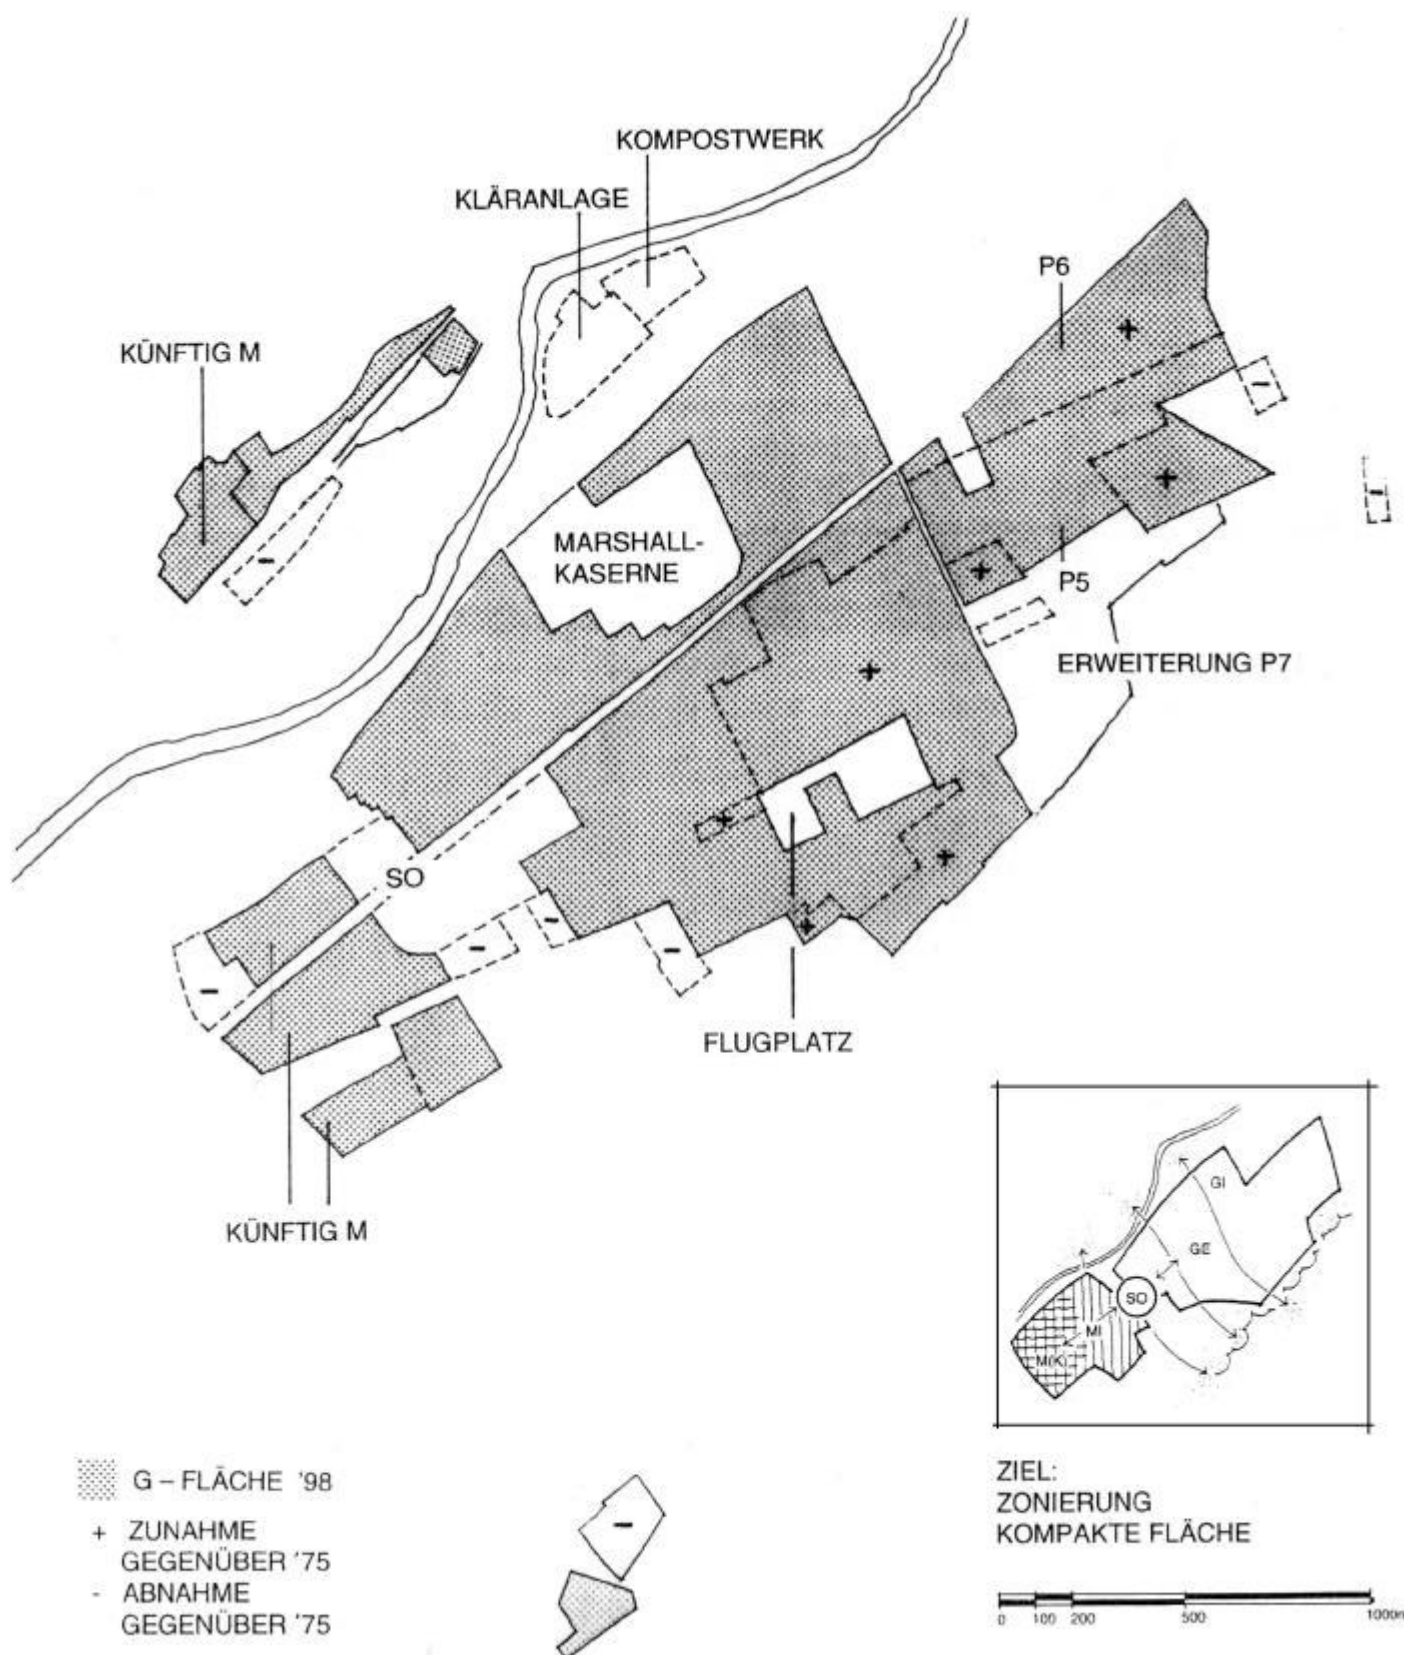 KOMPOSTWERK
KLÄRANLAGE
P6
KÜNFTIG M
+
-
-
+
-
MARSHALL-
KASERNE
+
P5
-
ERWEITERUNG P7
+
+
+
SO
-
-
-
-
+
FLUGPLATZ
KÜNFTIG M
GI
GE
SO
MI
M(K)
G – FLÄCHE '98
+ ZUNAHME
GEGENÜBER '75
- ABNAHME
GEGENÜBER '75
-
ZIEL:
ZONIERUNG
KOMPAKTE FLÄCHE
0 100 200 500 1000m